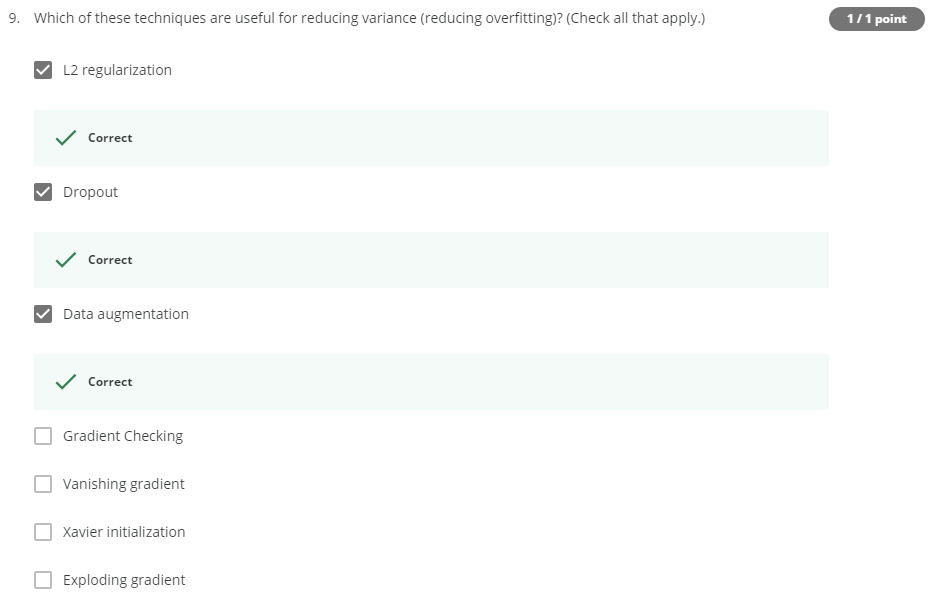 9. Which of these techniques are useful for reducing variance (reducing overfitting)? (Check all that apply.)
1 / 1 point
L2 regularization
Correct
Dropout
Correct
Data augmentation
Correct
Gradient Checking
Vanishing gradient
Xavier initialization
Exploding gradient